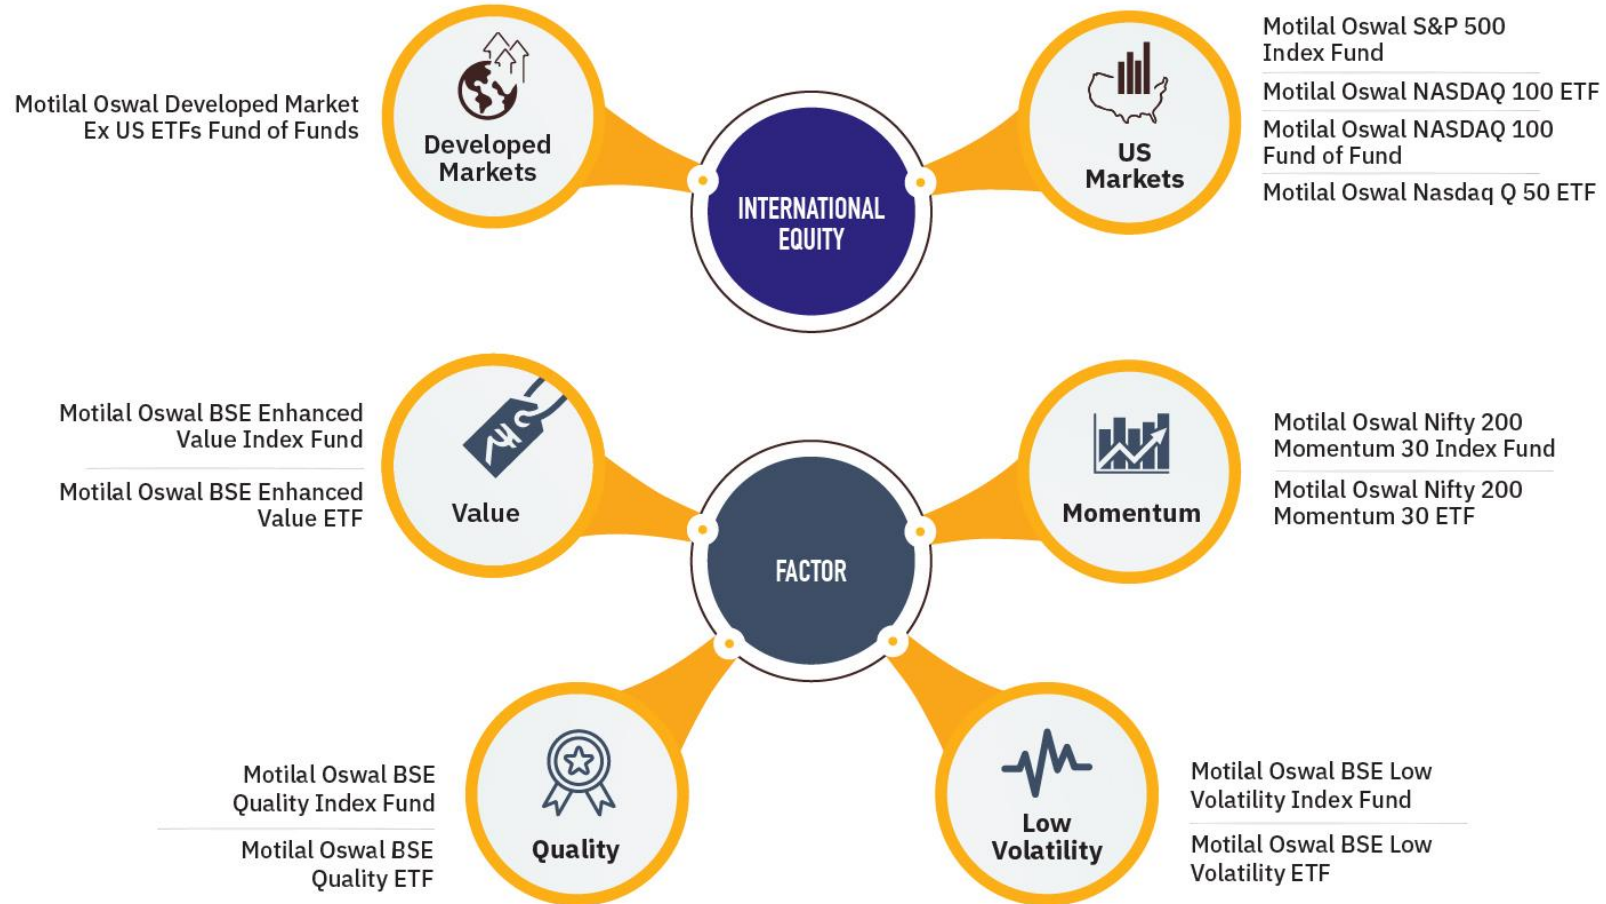 Motilal Oswal Developed Market
Ex US ETFs Fund of Funds
Developed
Markets
INTERNATIONAL
EQUITY
US
Markets
Motilal Oswal S&P 500
Index Fund
Motilal Oswal NASDAQ 100 ETF
Motilal Oswal NASDAQ 100
Fund of Fund
Motilal Oswal Nasdaq Q 50 ETF
Motilal Oswal BSE Enhanced
Value Index Fund
Motilal Oswal BSE Enhanced
Value ETF
Value
FACTOR
Momentum
Motilal Oswal Nifty 200
Momentum 30 Index Fund
Motilal Oswal Nifty 200
Momentum 30 ETF
Motilal Oswal BSE
Quality Index Fund
Motilal Oswal BSE
Quality ETF
Quality
Low
Volatility
Motilal Oswal BSE Low
Volatility Index Fund
Motilal Oswal BSE Low
Volatility ETF